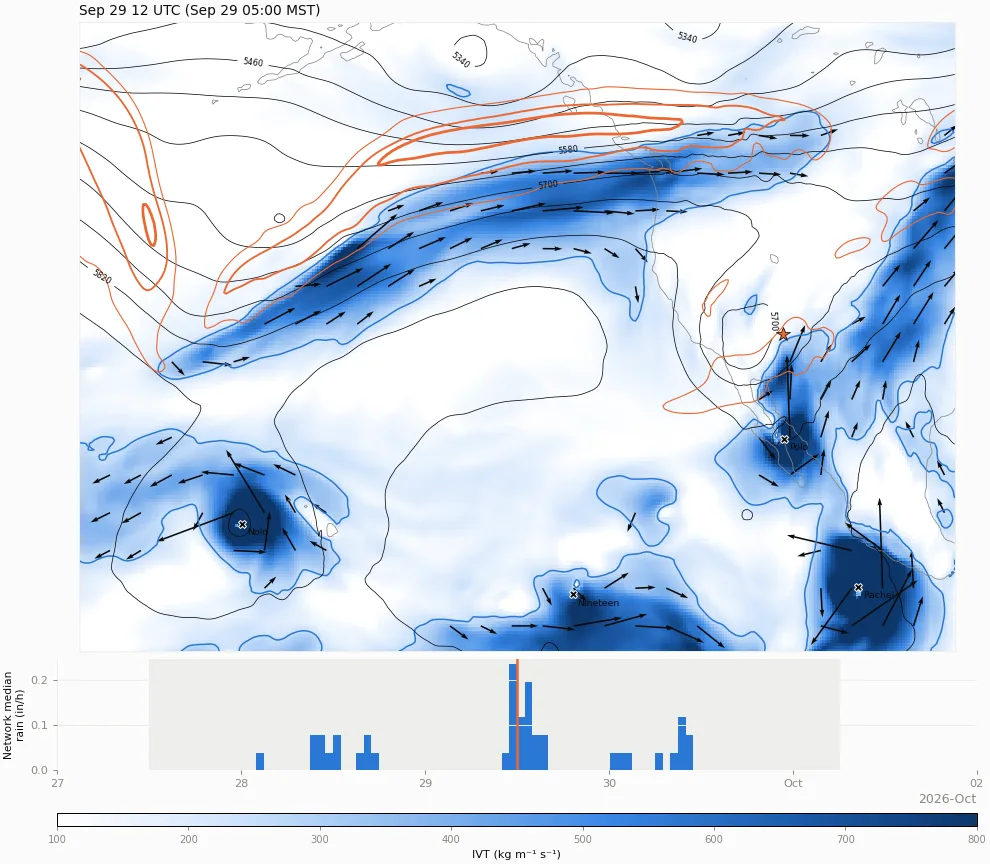 Sep 29 12 UTC (Sep 29 05:00 MST)
5340
5460
5340
5580
5700
5820
5700
Nolo
Nineteen
Rachel
Network median
rain (in/h)
0.2
0.1
0.0
27
28
29
30
Oct
02
2026-Oct
100
200
300
400
500
600
700
800
IVT (kg m⁻¹ s⁻¹)